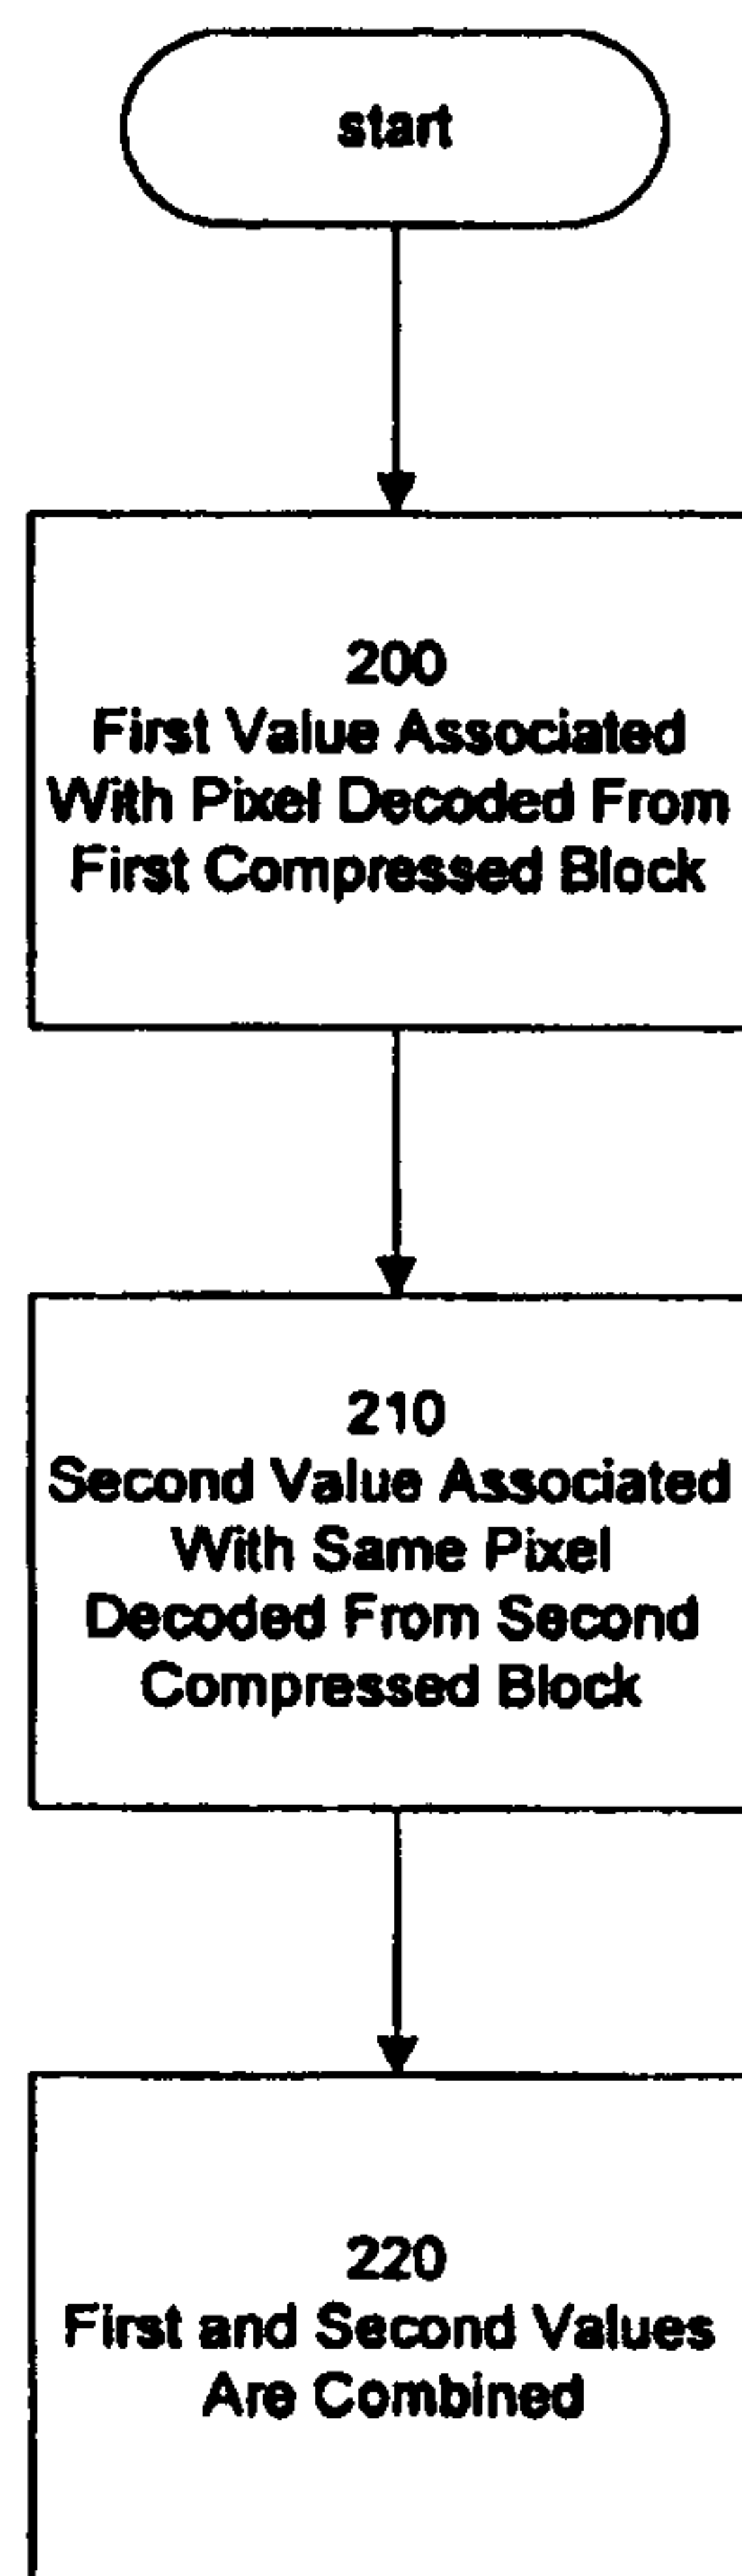 start
200
First Value Associated
With Pixel Decoded From
First Compressed Block
210
Second Value Associated
With Same Pixel
Decoded From Second
Compressed Block
220
First and Second Values
Are Combined